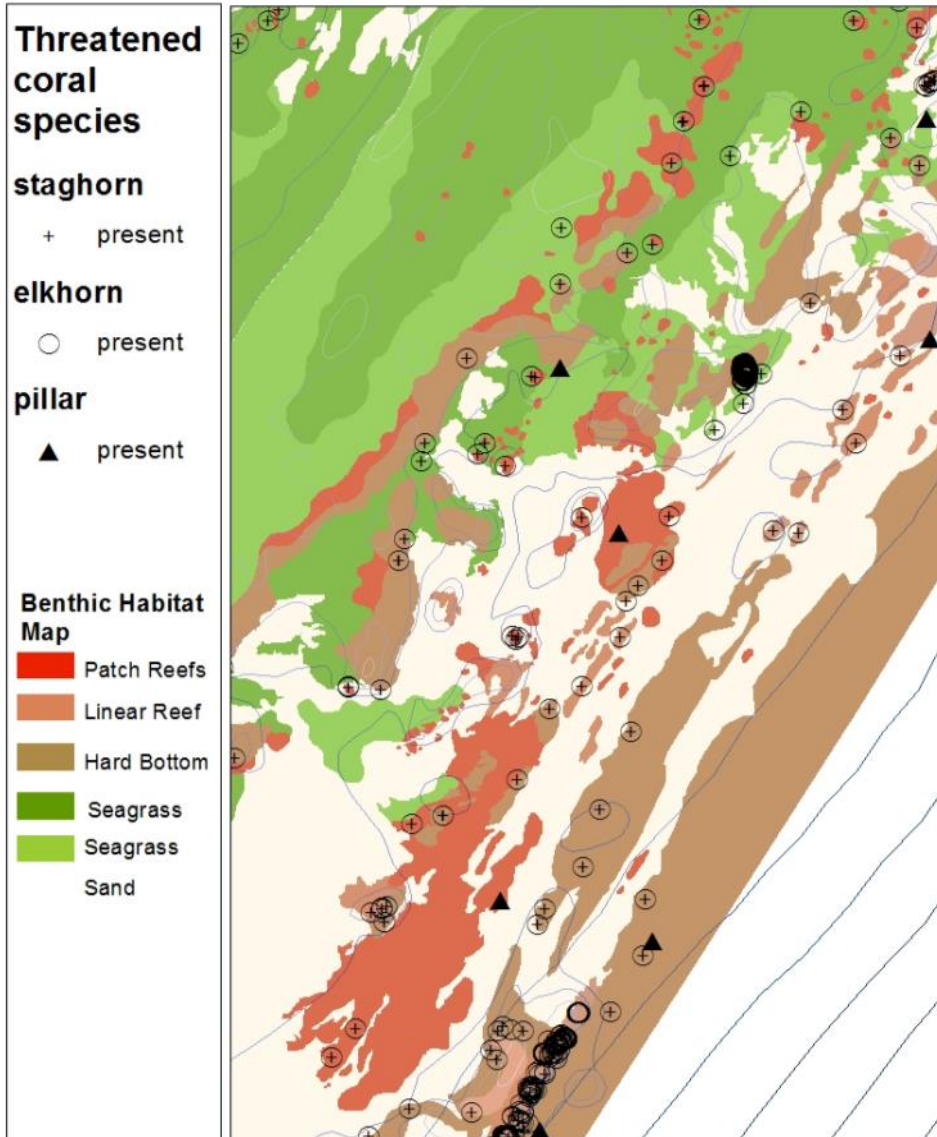 Threatened
coral
species
staghorn
+ present
elkhorn
present
pillar
present
Benthic Habitat
Map
Patch Reefs
Linear Reef
Hard Bottom
Seagrass
Seagrass
Sand